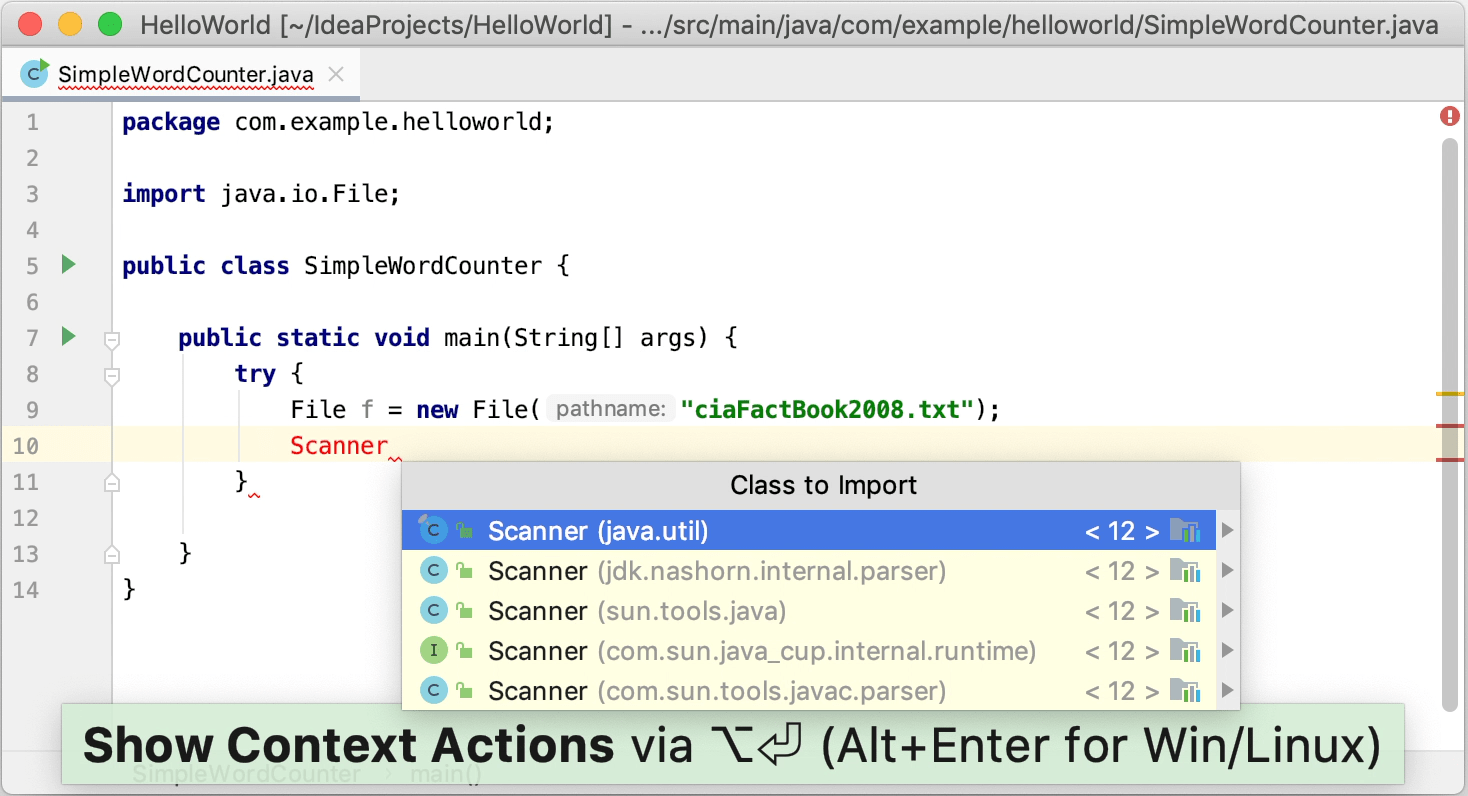 HelloWorld [~/IdeaProjects/HelloWorld] - .../src/main/java/com/example/helloworld/SimpleWordCounter.java
C SimpleWordCounter.java
1 package com.example.helloworld;
2
3 import java.io.File;
4
5 public class SimpleWordCounter {
6
7 public static void main(String[] args) {
8 try {
9 File f = new File( pathname: "ciaFactBook2008.txt");
10 Scanner
11 }
12
13 }
14 }
Class to Import
C Scanner (java.util) < 12 >
C Scanner (jdk.nashorn.internal.parser) < 12 >
C Scanner (sun.tools.java) < 12 >
I Scanner (com.sun.java_cup.internal.runtime) < 12 >
C Scanner (com.sun.tools.javac.parser) < 12 >
Show Context Actions via ⌥⏎ (Alt+Enter for Win/Linux)
SimpleWordCounter › main()